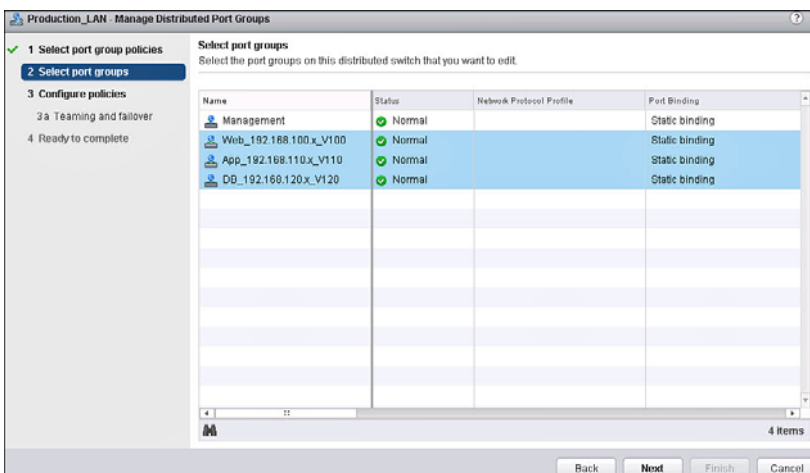 Production_LAN - Manage Distributed Port Groups
?
1 Select port group policies
2 Select port groups
3 Configure policies
3a Teaming and failover
4 Ready to complete
Select port groups
Select the port groups on this distributed switch that you want to edit.
Name Status Network Protocol Profile Port Binding
Management Normal Static binding
Web_192.168.100.x_V100 Normal Static binding
App_192.168.110.x_V110 Normal Static binding
DB_192.168.120.x_V120 Normal Static binding
4 items
Back Next Finish Cancel